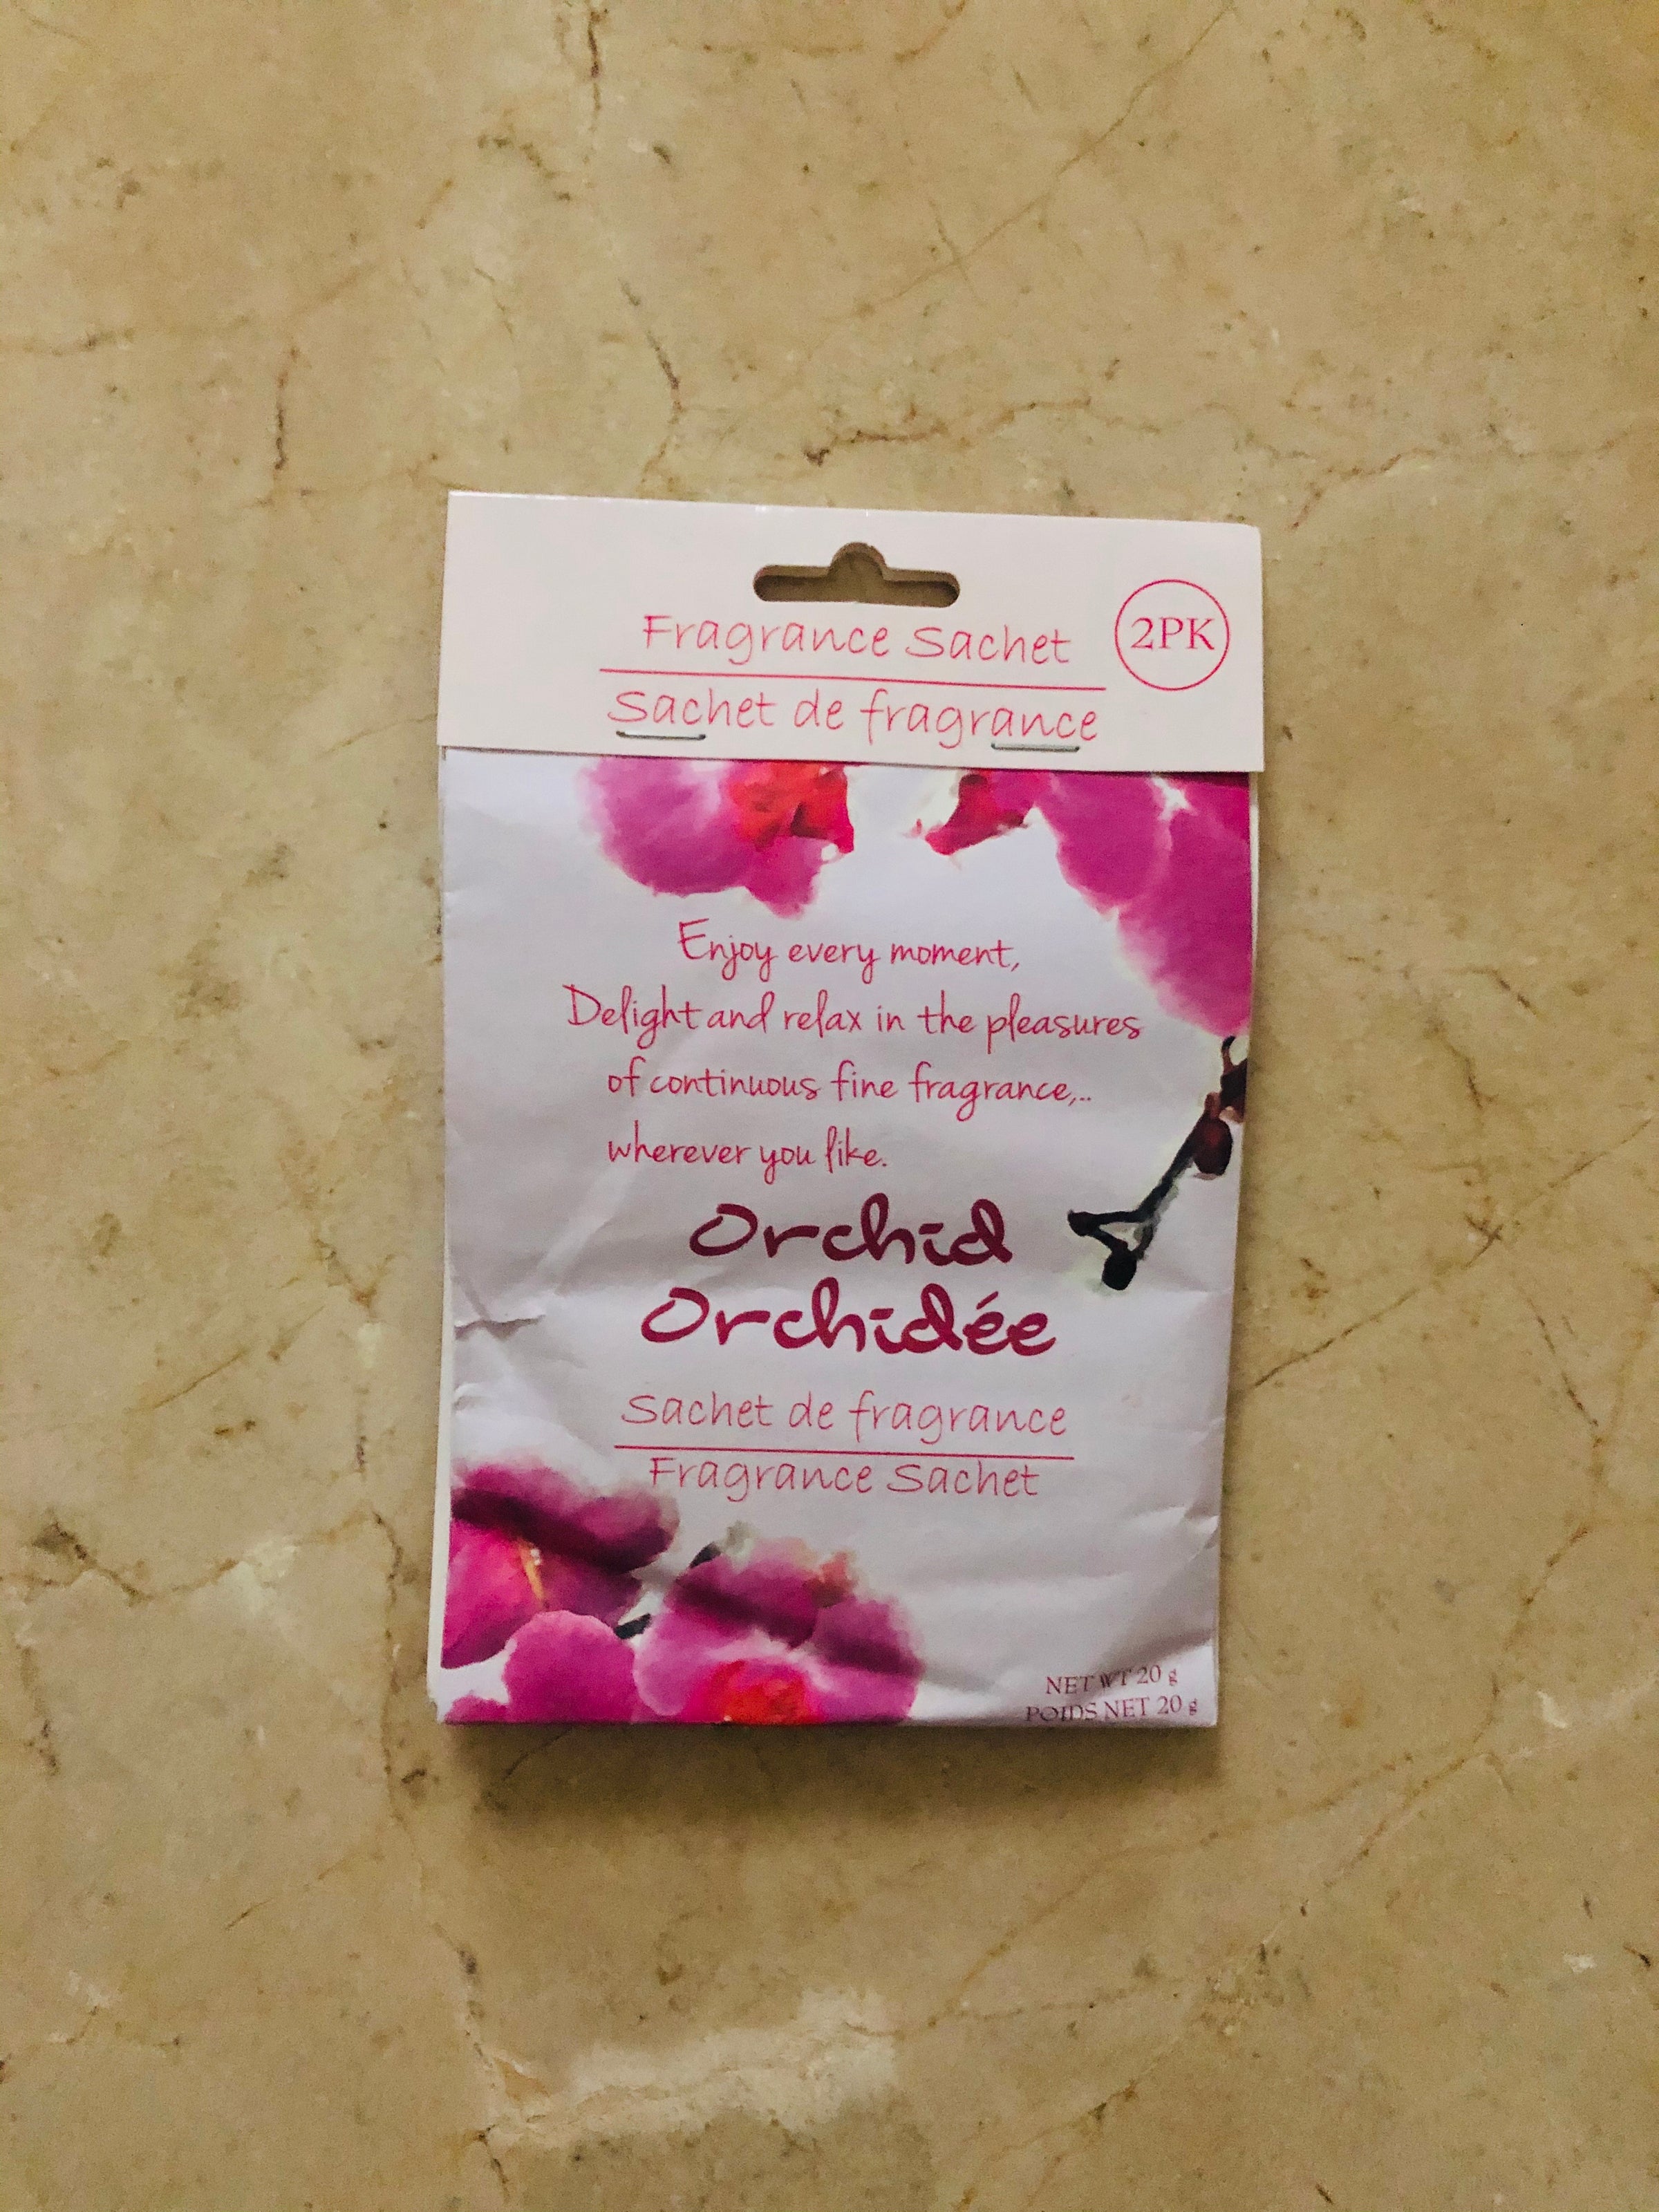 Fragrance Sachet
2PK
Sachet de fragrance
Enjoy every moment,
Delight and relax in the pleasures
of continuous fine fragrance,..
wherever you like.
Orchid
Orchidée
Sachet de fragrance
Fragrance Sachet
NET WT 20 g
POIDS NET 20 g